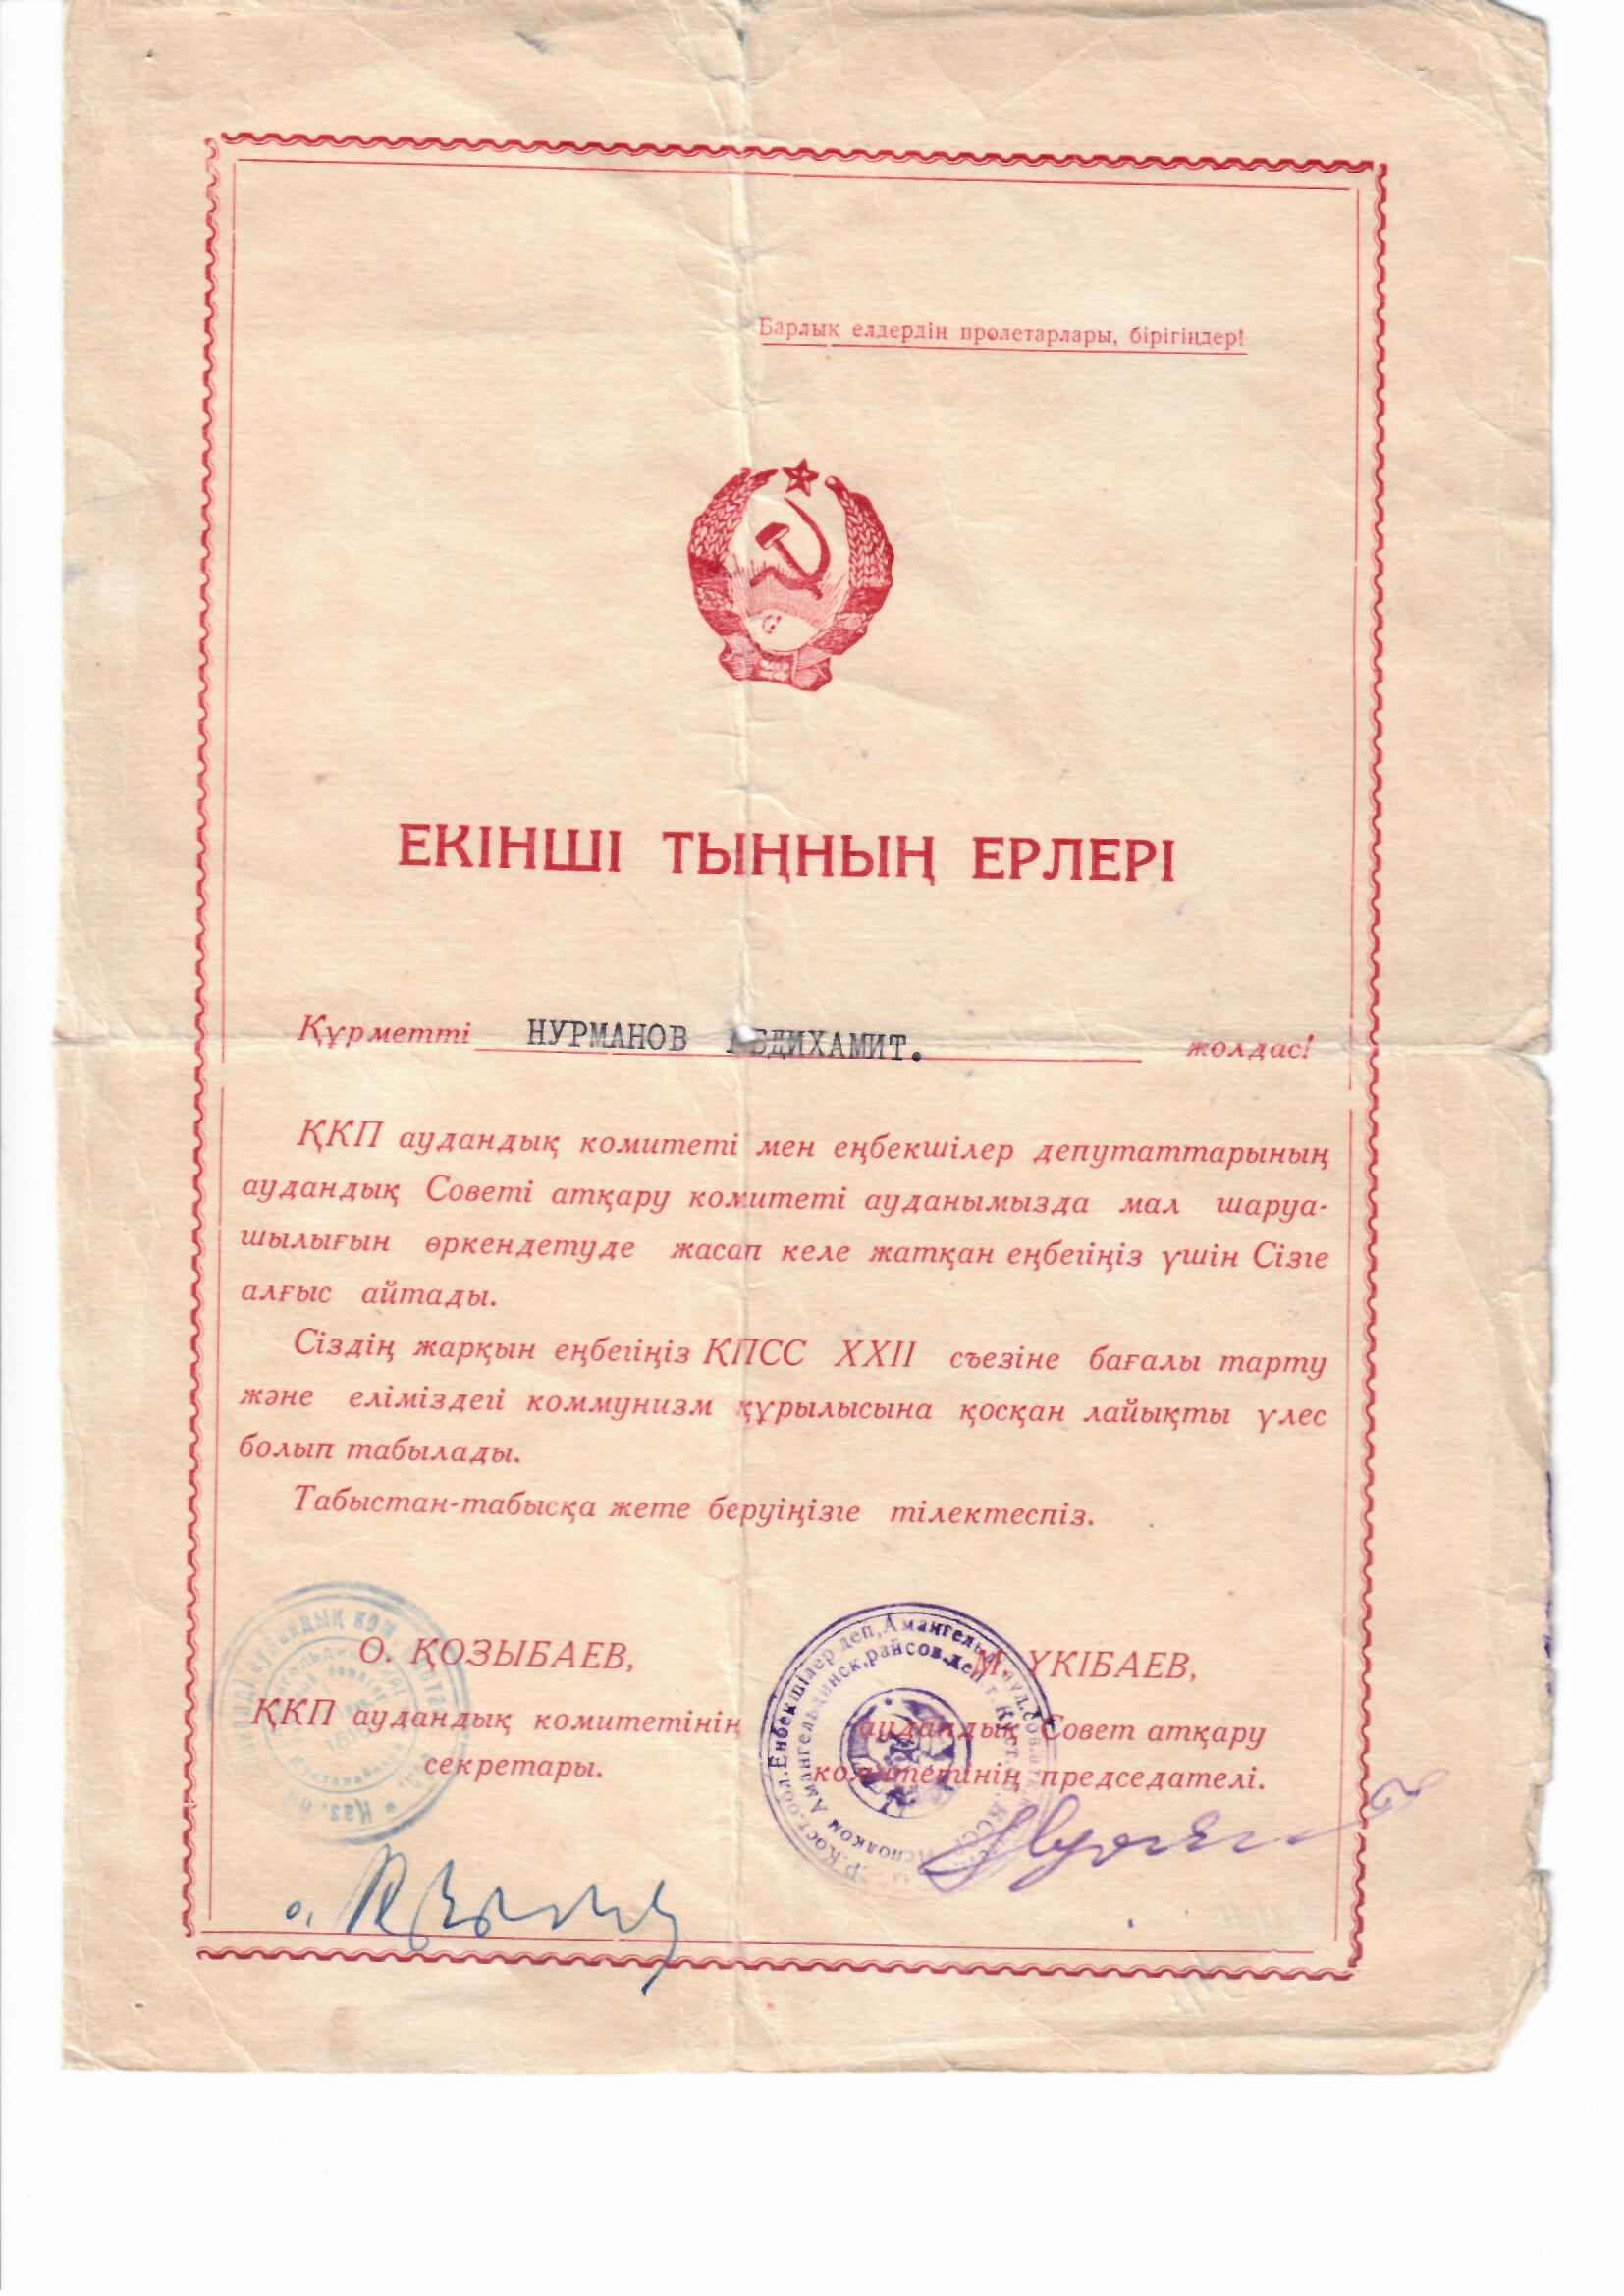 Барлық елдердің пролетарлары, бірігіңдер!
ЕКІНШІ ТЫҢНЫҢ ЕРЛЕРІ
Құрметті НУРМАНОВ АБДИХАМИТ. жолдас!
ҚКП аудандық комитеті мен еңбекшілер депутаттарының
аудандық Советі атқару комитеті ауданымызда мал шаруа-
шылығын өркендетуде жасап келе жатқан еңбегіңіз үшін Сізге
алғыс айтады.
Сіздің жарқын еңбегіңіз КПСС XXII съезіне бағалы тарту
және еліміздегі коммунизм құрылысына қосқан лайықты үлес
болып табылады.
Табыстан-табысқа жете беруіңізге тілектеспіз.
О. ҚОЗЫБАЕВ,
ҚКП аудандық комитетінің
секретары.
М. ҮКІБАЕВ,
аудандық Совет атқару
комитетінің председателі.